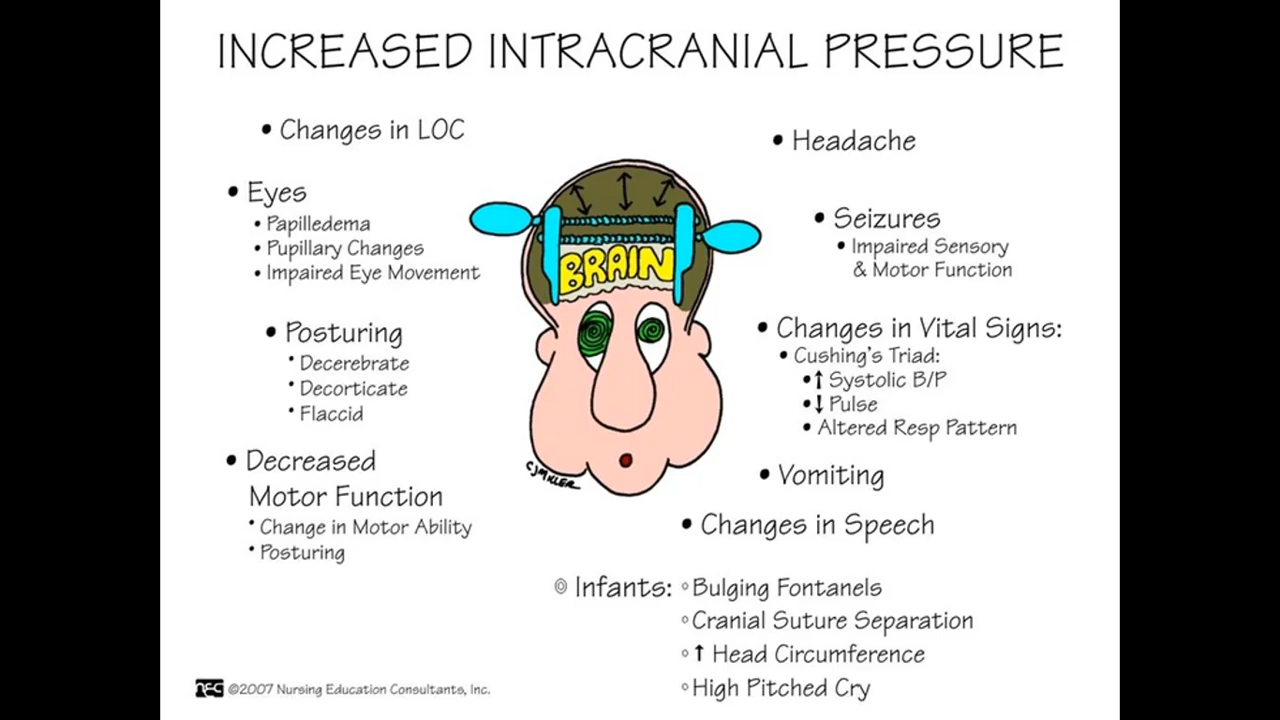 INCREASED INTRACRANIAL PRESSURE
• Changes in LOC
• Eyes
• Papilledema
• Pupillary Changes
• Impaired Eye Movement
• Posturing
• Decerebrate
• Decorticate
• Flaccid
• Decreased
Motor Function
• Change in Motor Ability
• Posturing
BRAIN
CJMILLER
• Headache
• Seizures
• Impaired Sensory
& Motor Function
• Changes in Vital Signs:
• Cushing's Triad:
• ↑ Systolic B/P
• ↓ Pulse
• Altered Resp Pattern
• Vomiting
• Changes in Speech
◎ Infants: ◦ Bulging Fontanels
◦ Cranial Suture Separation
◦ ↑ Head Circumference
◦ High Pitched Cry
nec ©2007 Nursing Education Consultants, Inc.